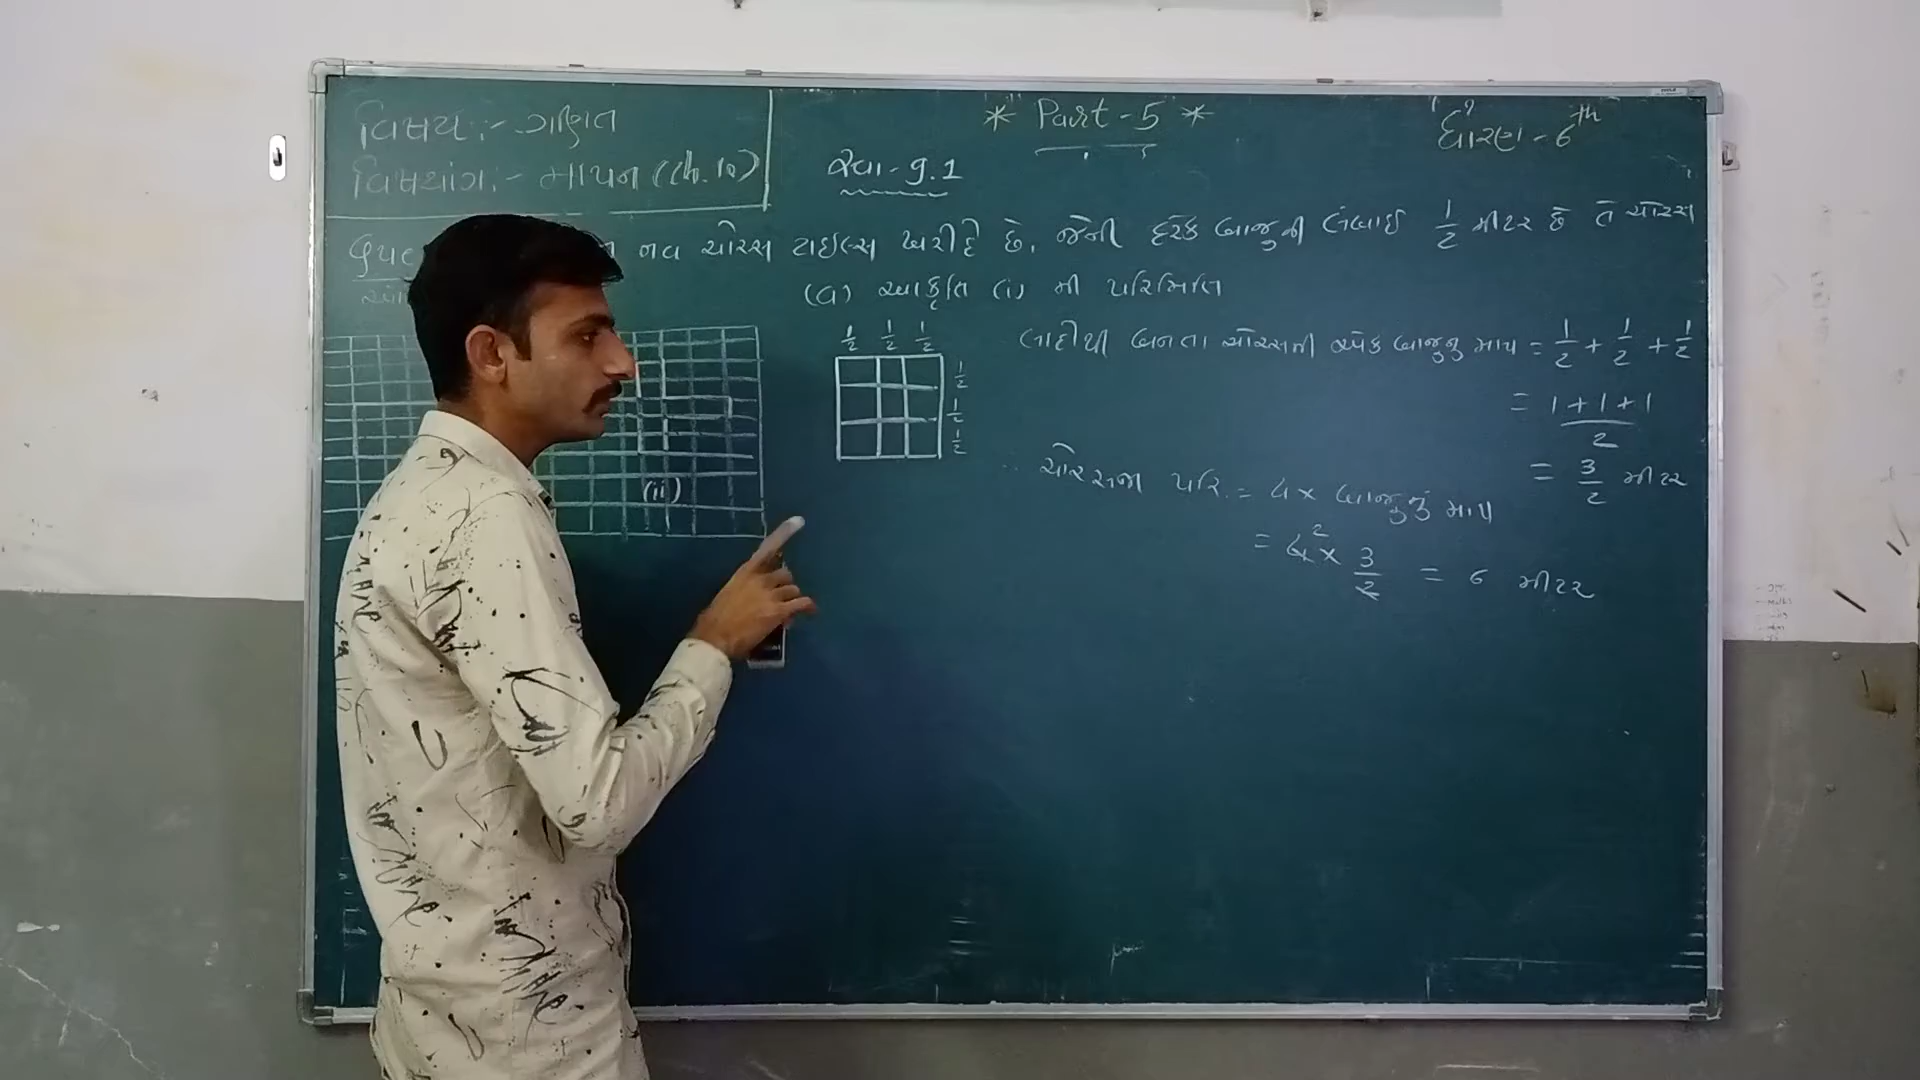 વિષય :- ગણિત
વિષયાંગ :- માપન (Ch. 10)
* Part - 5 *
ધોરણ - 6th
સ્વા - 9.1
નવ ચોરસ ટાઇલ્સ ખરીદે છે. જેની દરેક બાજુની લંબાઈ 1/2 મીટર છે તે ચોરસ
(a) આકૃતિ (i) ની પરિમિતિ
1/2 1/2 1/2
1/2
1/2
1/2
(ii)
લાદીથી બનતા ચોરસની દરેક બાજુનુ માપ = 1/2 + 1/2 + 1/2
= 1+1+1/2
= 3/2 મીટર
ચોરસની પરિ. = 4 × બાજુનું માપ
= 4² × 3/2 = 6 મીટર